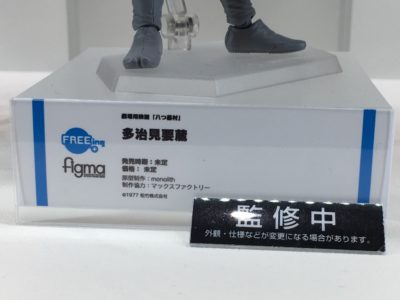 劇場用映画「八つ墓村」
多治見要蔵
FREEing
figma
発売時期：未定
価格：未定
原型制作：monolith
制作協力：マックスファクトリー
©1977 松竹株式会社
監修中
外観・仕様などが変更になる場合があります。